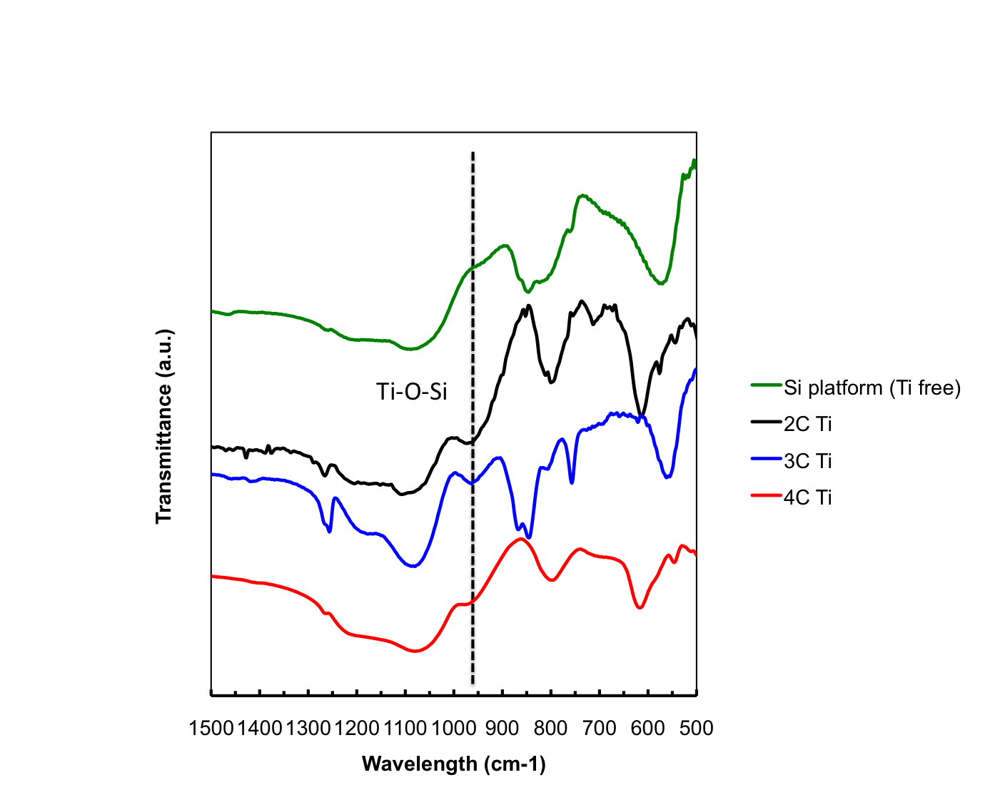 Transmittance (a.u.)
Ti-O-Si
Si platform (Ti free)
2C Ti
3C Ti
4C Ti
1500 1400 1300 1200 1100 1000 900 800 700 600 500
Wavelength (cm-1)